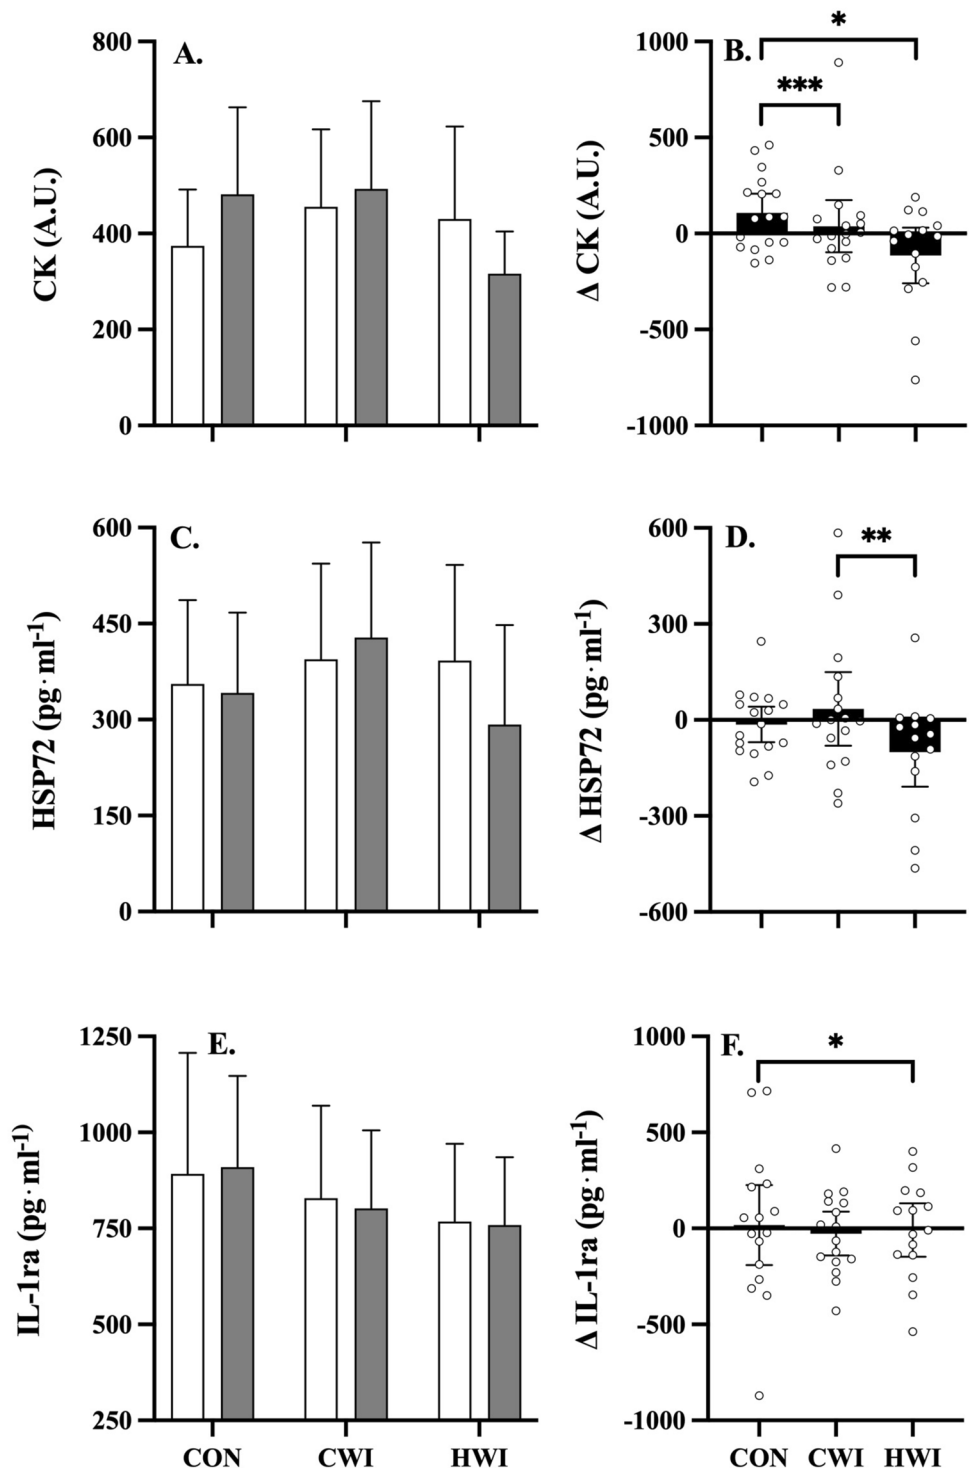 A.
CK (A.U.)
800
600
400
200
0
B.
*
***
Δ CK (A.U.)
1000
500
0
-500
-1000
C.
HSP72 (pg·ml-1)
600
450
300
150
0
D.
**
Δ HSP72 (pg·ml-1)
600
300
0
-300
-600
E.
IL-1ra (pg·ml-1)
1250
1000
750
500
250
CON CWI HWI
F.
*
Δ IL-1ra (pg·ml-1)
1000
500
0
-500
-1000
CON CWI HWI